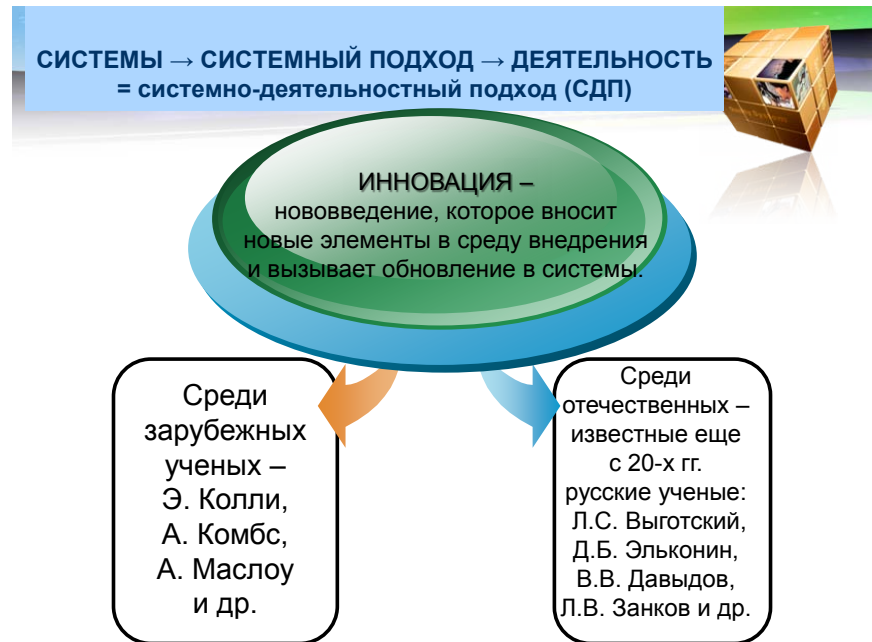 СИСТЕМЫ → СИСТЕМНЫЙ ПОДХОД → ДЕЯТЕЛЬНОСТЬ
= системно-деятельностный подход (СДП)
ИННОВАЦИЯ –
нововведение, которое вносит
новые элементы в среду внедрения
и вызывает обновление в системы.
Среди
зарубежных
ученых –
Э. Колли,
А. Комбс,
А. Маслоу
и др.
Среди
отечественных –
известные еще
с 20-х гг.
русские ученые:
Л.С. Выготский,
Д.Б. Эльконин,
В.В. Давыдов,
Л.В. Занков и др.